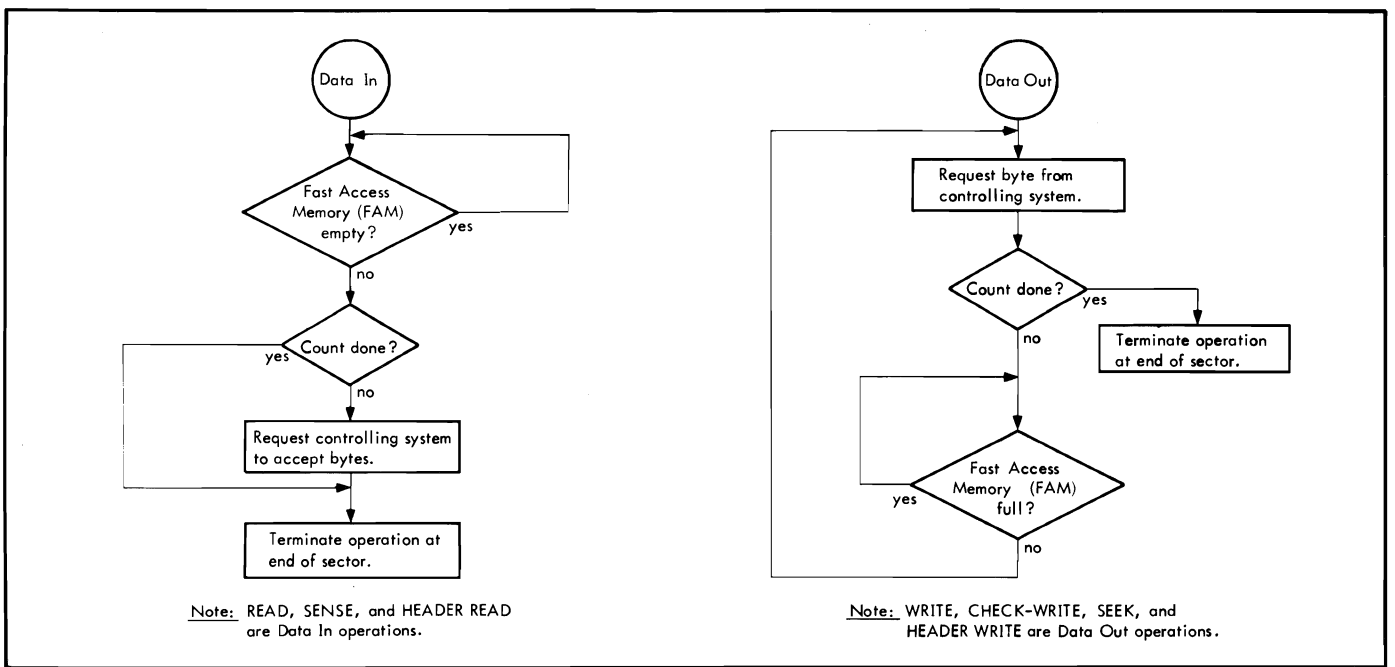 Data In
Fast Access
Memory (FAM)
empty?
yes
no
Count done?
yes
no
Request controlling system
to accept bytes.
Terminate operation at
end of sector.
Note: READ, SENSE, and HEADER READ
are Data In operations.
Data Out
Request byte from
controlling system.
Count done?
yes
no
Terminate operation
at end of sector.
Fast Access
Memory (FAM)
full?
yes
no
Note: WRITE, CHECK-WRITE, SEEK, and
HEADER WRITE are Data Out operations.